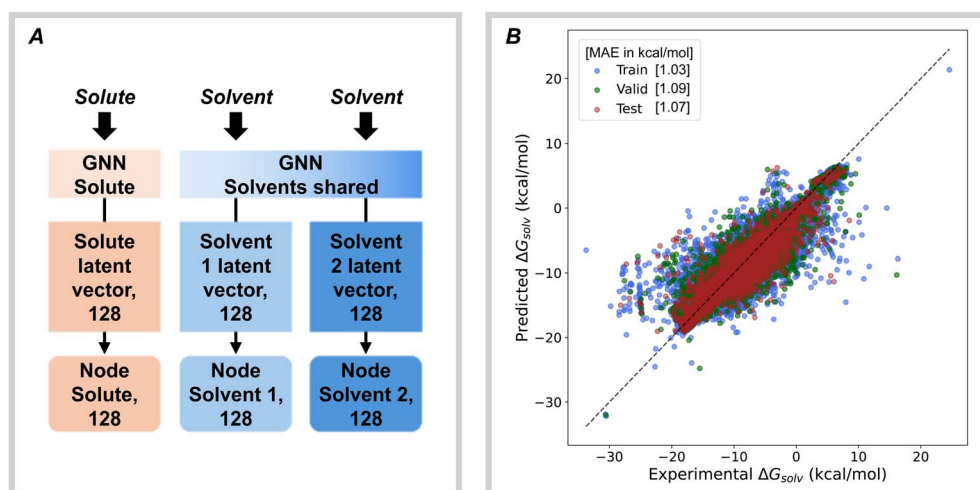 A
Solute
Solvent
Solvent
GNN
Solute
GNN
Solvents shared
Solute
latent
vector,
128
Solvent
1 latent
vector,
128
Solvent
2 latent
vector,
128
Node
Solute,
128
Node
Solvent 1,
128
Node
Solvent 2,
128
B
[MAE in kcal/mol]
Train [1.03]
Valid [1.09]
Test [1.07]
Predicted ΔG_solv (kcal/mol)
20
10
0
−10
−20
−30
−30
−20
−10
0
10
20
Experimental ΔG_solv (kcal/mol)